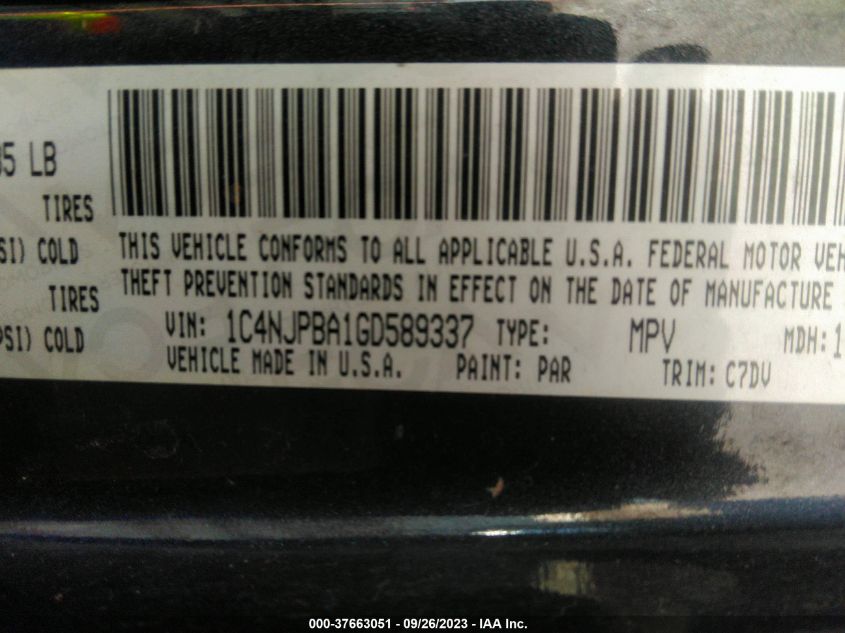 05 LB
TIRES
SI) COLD
TIRES
PSI) COLD
THIS VEHICLE CONFORMS TO ALL APPLICABLE U.S.A. FEDERAL MOTOR VEH
THEFT PREVENTION STANDARDS IN EFFECT ON THE DATE OF MANUFACTURE
VIN: 1C4NJPBA1GD589337 TYPE: MPV MDH: 1
VEHICLE MADE IN U.S.A. PAINT: PAR TRIM: C7DV
000-37663051 - 09/26/2023 - IAA Inc.